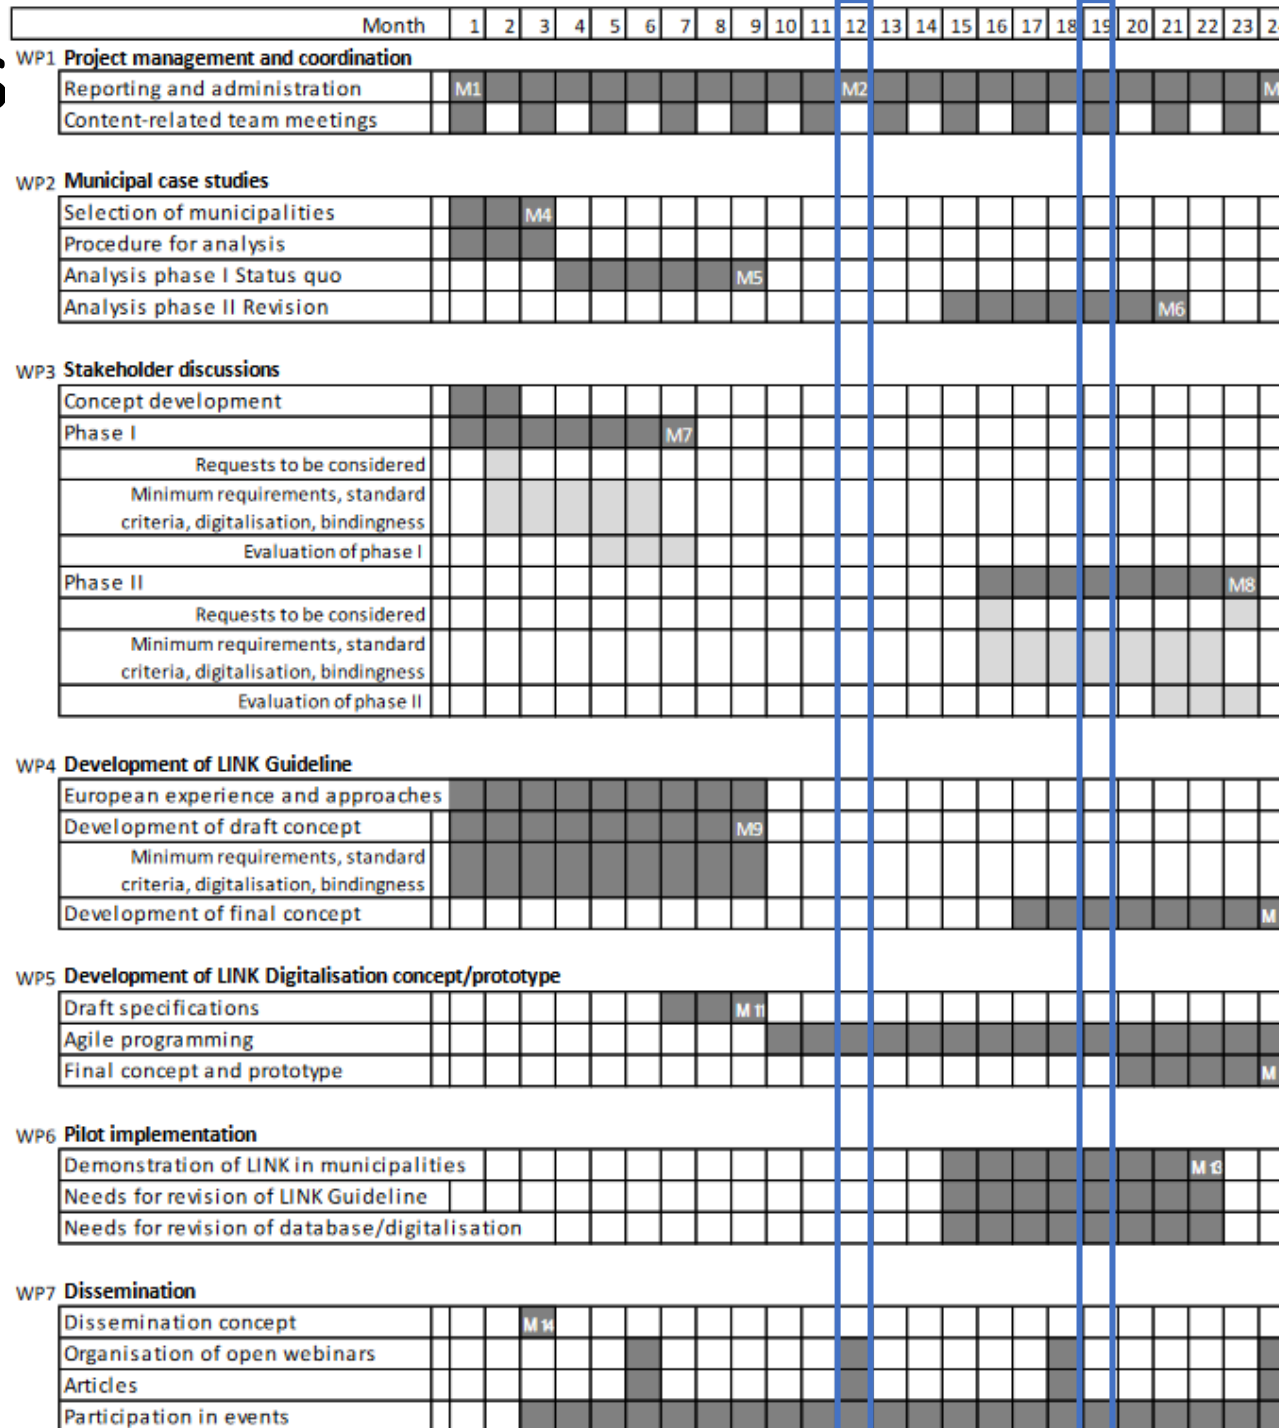 Month 1 2 3 4 5 6 7 8 9 10 11 12 13 14 15 16 17 18 19 20 21 22 23
WP1 Project management and coordination
Reporting and administration M1 M2 M
Content-related team meetings
WP2 Municipal case studies
Selection of municipalities M4
Procedure for analysis
Analysis phase I Status quo M5
Analysis phase II Revision M6
WP3 Stakeholder discussions
Concept development
Phase I M7
Requests to be considered
Minimum requirements, standard
criteria, digitalisation, bindingness
Evaluation of phase I
Phase II M8
Requests to be considered
Minimum requirements, standard
criteria, digitalisation, bindingness
Evaluation of phase II
WP4 Development of LINK Guideline
European experience and approaches
Development of draft concept M9
Minimum requirements, standard
criteria, digitalisation, bindingness
Development of final concept M
WP5 Development of LINK Digitalisation concept/prototype
Draft specifications M 11
Agile programming
Final concept and prototype M
WP6 Pilot implementation
Demonstration of LINK in municipalities M 13
Needs for revision of LINK Guideline
Needs for revision of database/digitalisation
WP7 Dissemination
Dissemination concept M 14
Organisation of open webinars
Articles
Participation in events